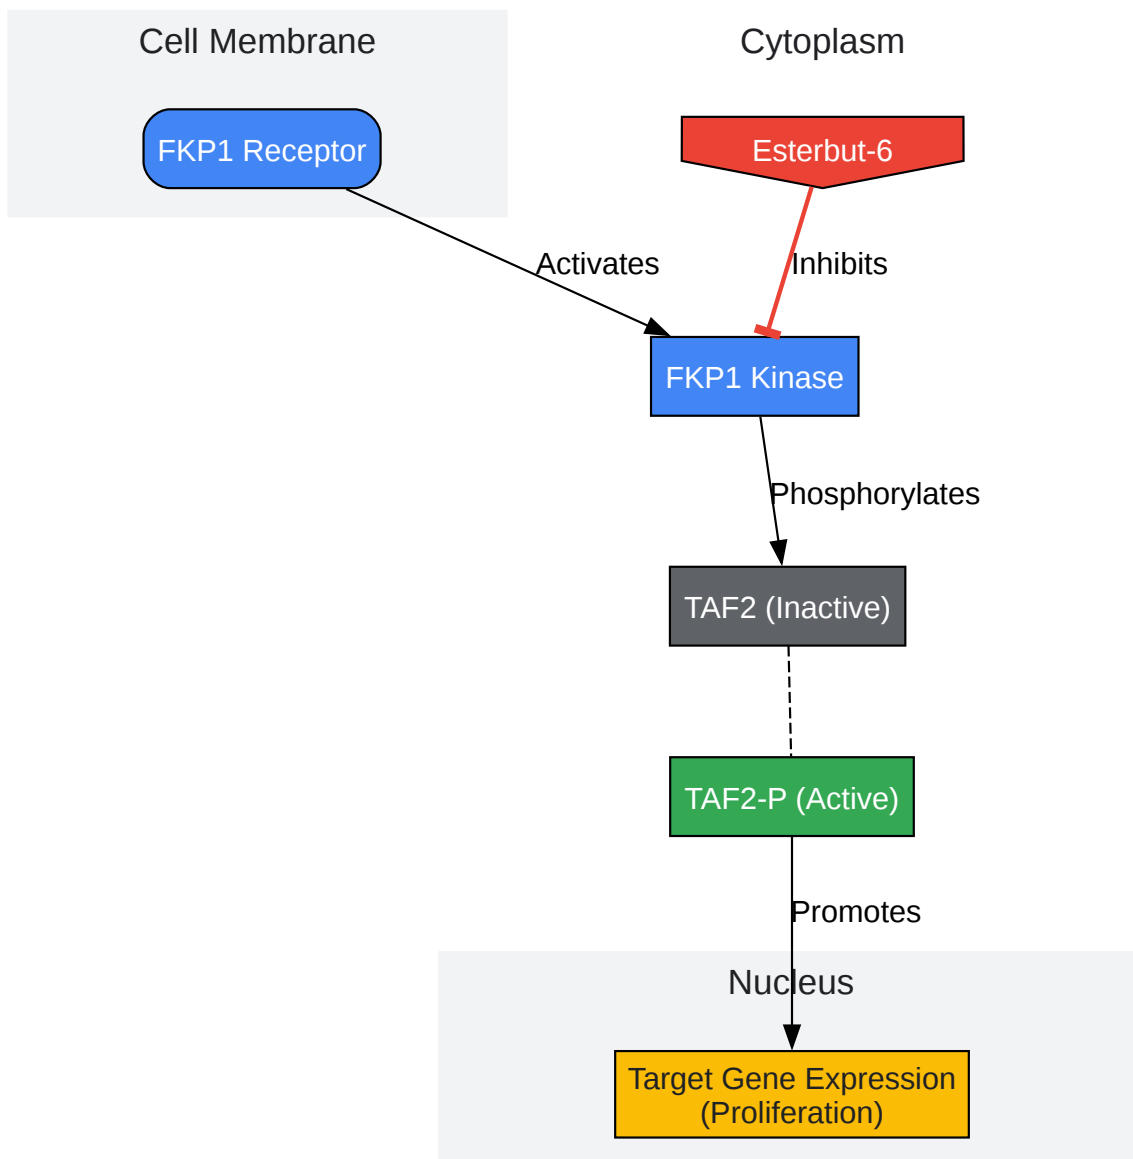 Cell Membrane
Cytoplasm
FKP1 Receptor
Esterbut-6
Activates
Inhibits
FKP1 Kinase
Phosphorylates
TAF2 (Inactive)
TAF2-P (Active)
Promotes
Nucleus
Target Gene Expression
(Proliferation)